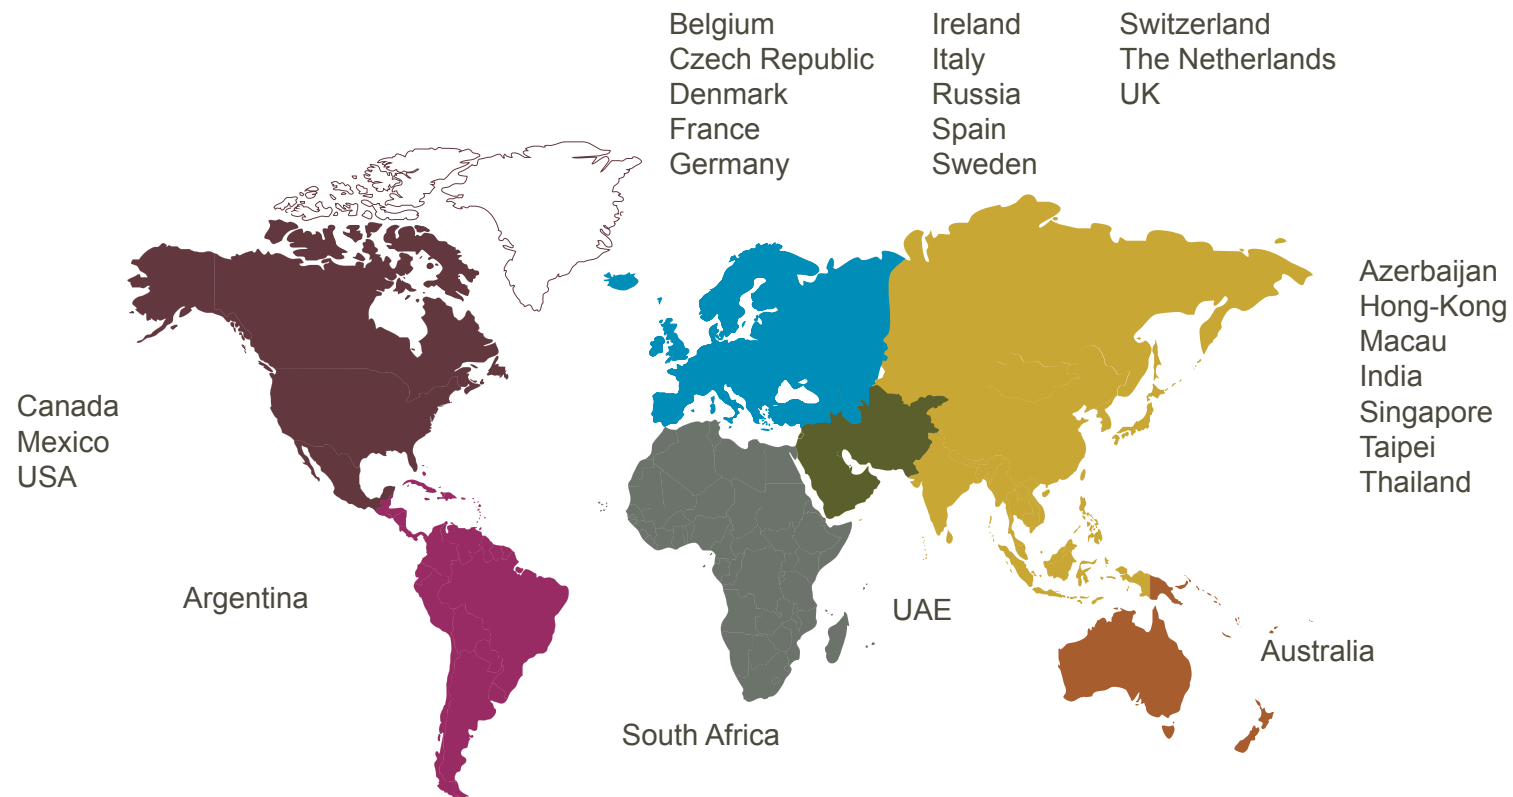 Belgium
Czech Republic
Denmark
France
Germany
Ireland
Italy
Russia
Spain
Sweden
Switzerland
The Netherlands
UK
Azerbaijan
Hong-Kong
Macau
India
Singapore
Taipei
Thailand
Canada
Mexico
USA
Argentina
UAE
Australia
South Africa